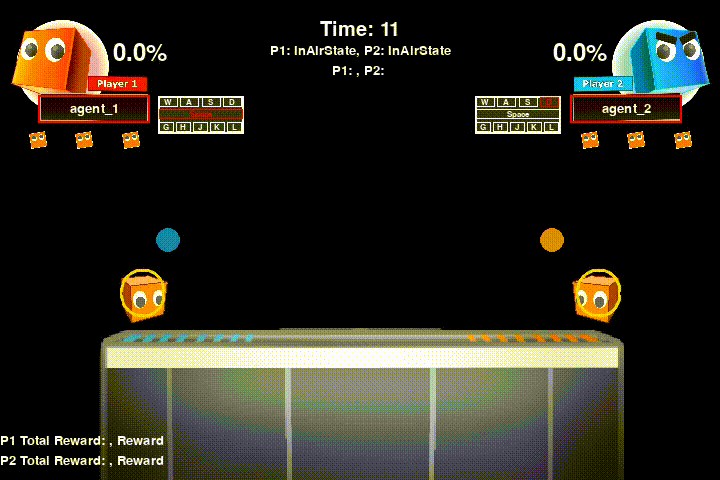 Time: 11
P1: InAirState, P2: InAirState
P1: , P2:
0.0%
0.0%
Player 1
Player 2
agent_1
agent_2
W A S D
W A S
Space
G H J K L
G H J K L
P1 Total Reward: , Reward
P2 Total Reward: , Reward